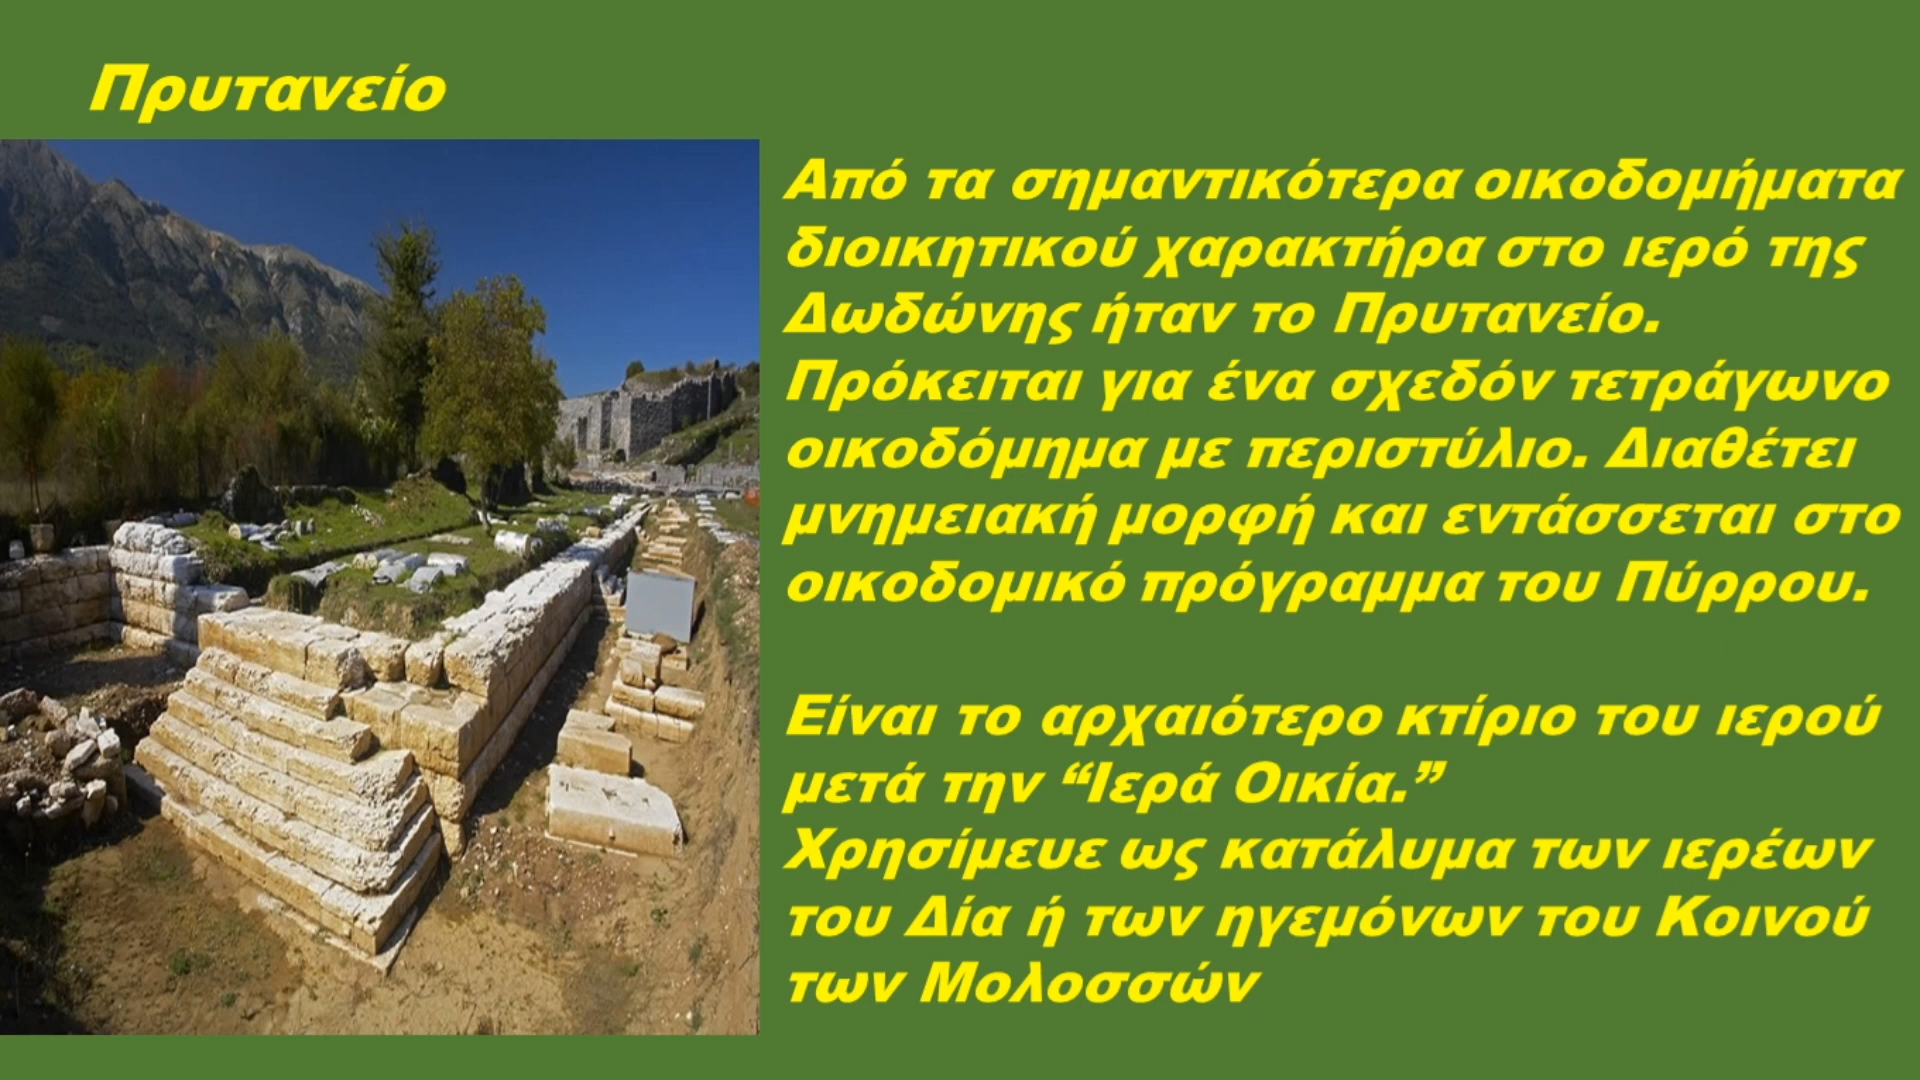 Πρυτανείο
Από τα σημαντικότερα οικοδομήματα
διοικητικού χαρακτήρα στο ιερό της
Δωδώνης ήταν το Πρυτανείο.
Πρόκειται για ένα σχεδόν τετράγωνο
οικοδόμημα με περιστύλιο. Διαθέτει
μνημειακή μορφή και εντάσσεται στο
οικοδομικό πρόγραμμα του Πύρρου.
Είναι το αρχαιότερο κτίριο του ιερού
μετά την “Ιερά Οικία.”
Χρησίμευε ως κατάλυμα των ιερέων
του Δία ή των ηγεμόνων του Κοινού
των Μολοσσών